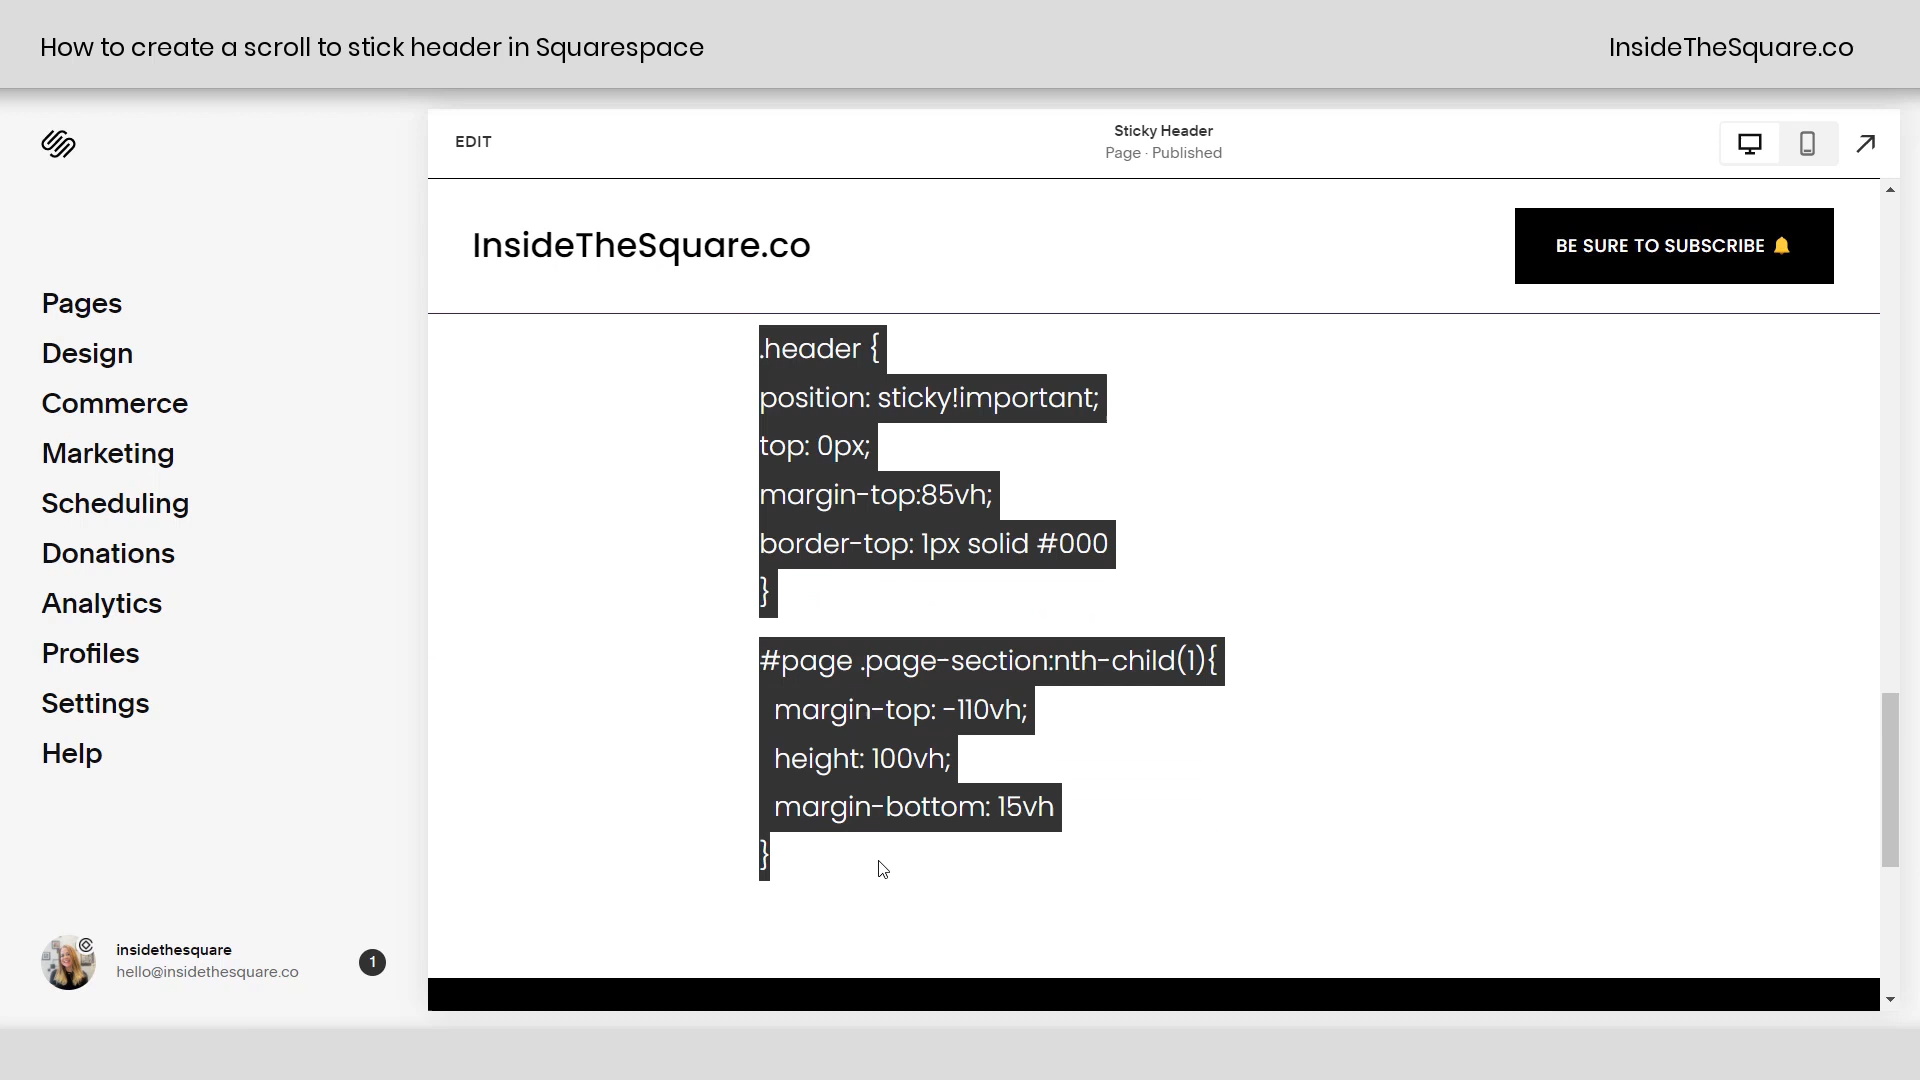 How to create a scroll to stick header in Squarespace
InsideTheSquare.co
EDIT
Sticky Header
Page · Published
InsideTheSquare.co
BE SURE TO SUBSCRIBE 🔔
Pages
Design
Commerce
Marketing
Scheduling
Donations
Analytics
Profiles
Settings
Help
.header {
position: sticky!important;
top: 0px;
margin-top:85vh;
border-top: 1px solid #000
}
#page .page-section:nth-child(1){
margin-top: -110vh;
height: 100vh;
margin-bottom: 15vh
}
insidethesquare
hello@insidethesquare.co
1